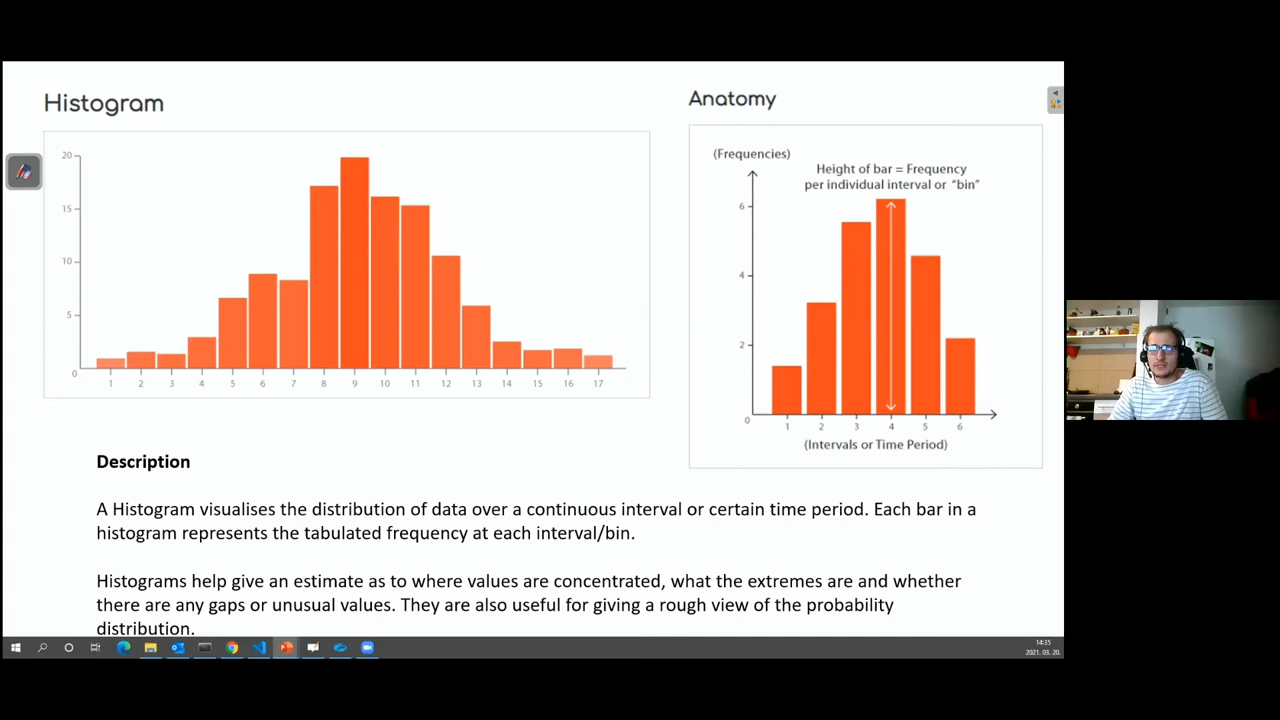 Histogram
20
15
10
5
0
1 2 3 4 5 6 7 8 9 10 11 12 13 14 15 16 17
Anatomy
(Frequencies)
Height of bar = Frequency
per individual interval or "bin"
6
4
2
0
1 2 3 4 5 6
(Intervals or Time Period)
Description
A Histogram visualises the distribution of data over a continuous interval or certain time period. Each bar in a
histogram represents the tabulated frequency at each interval/bin.
Histograms help give an estimate as to where values are concentrated, what the extremes are and whether
there are any gaps or unusual values. They are also useful for giving a rough view of the probability
distribution.
14:35
2021. 03. 20.